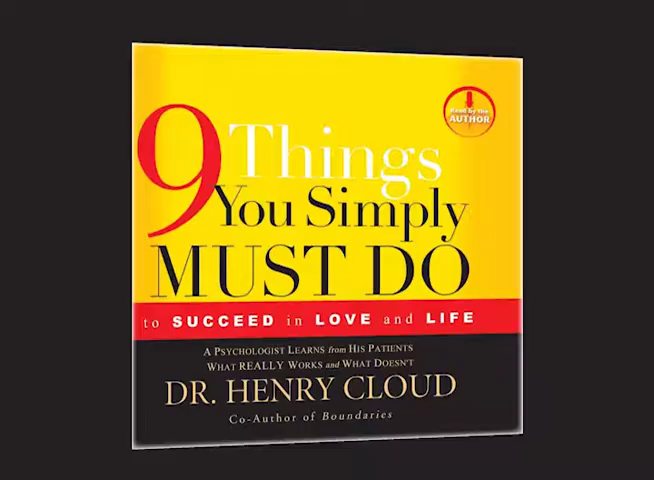 Read by the
AUTHOR
9 Things
You Simply
MUST DO
to SUCCEED in LOVE and LIFE
A PSYCHOLOGIST LEARNS from HIS PATIENTS
WHAT REALLY WORKS and WHAT DOESN'T
DR. HENRY CLOUD
Co-Author of Boundaries